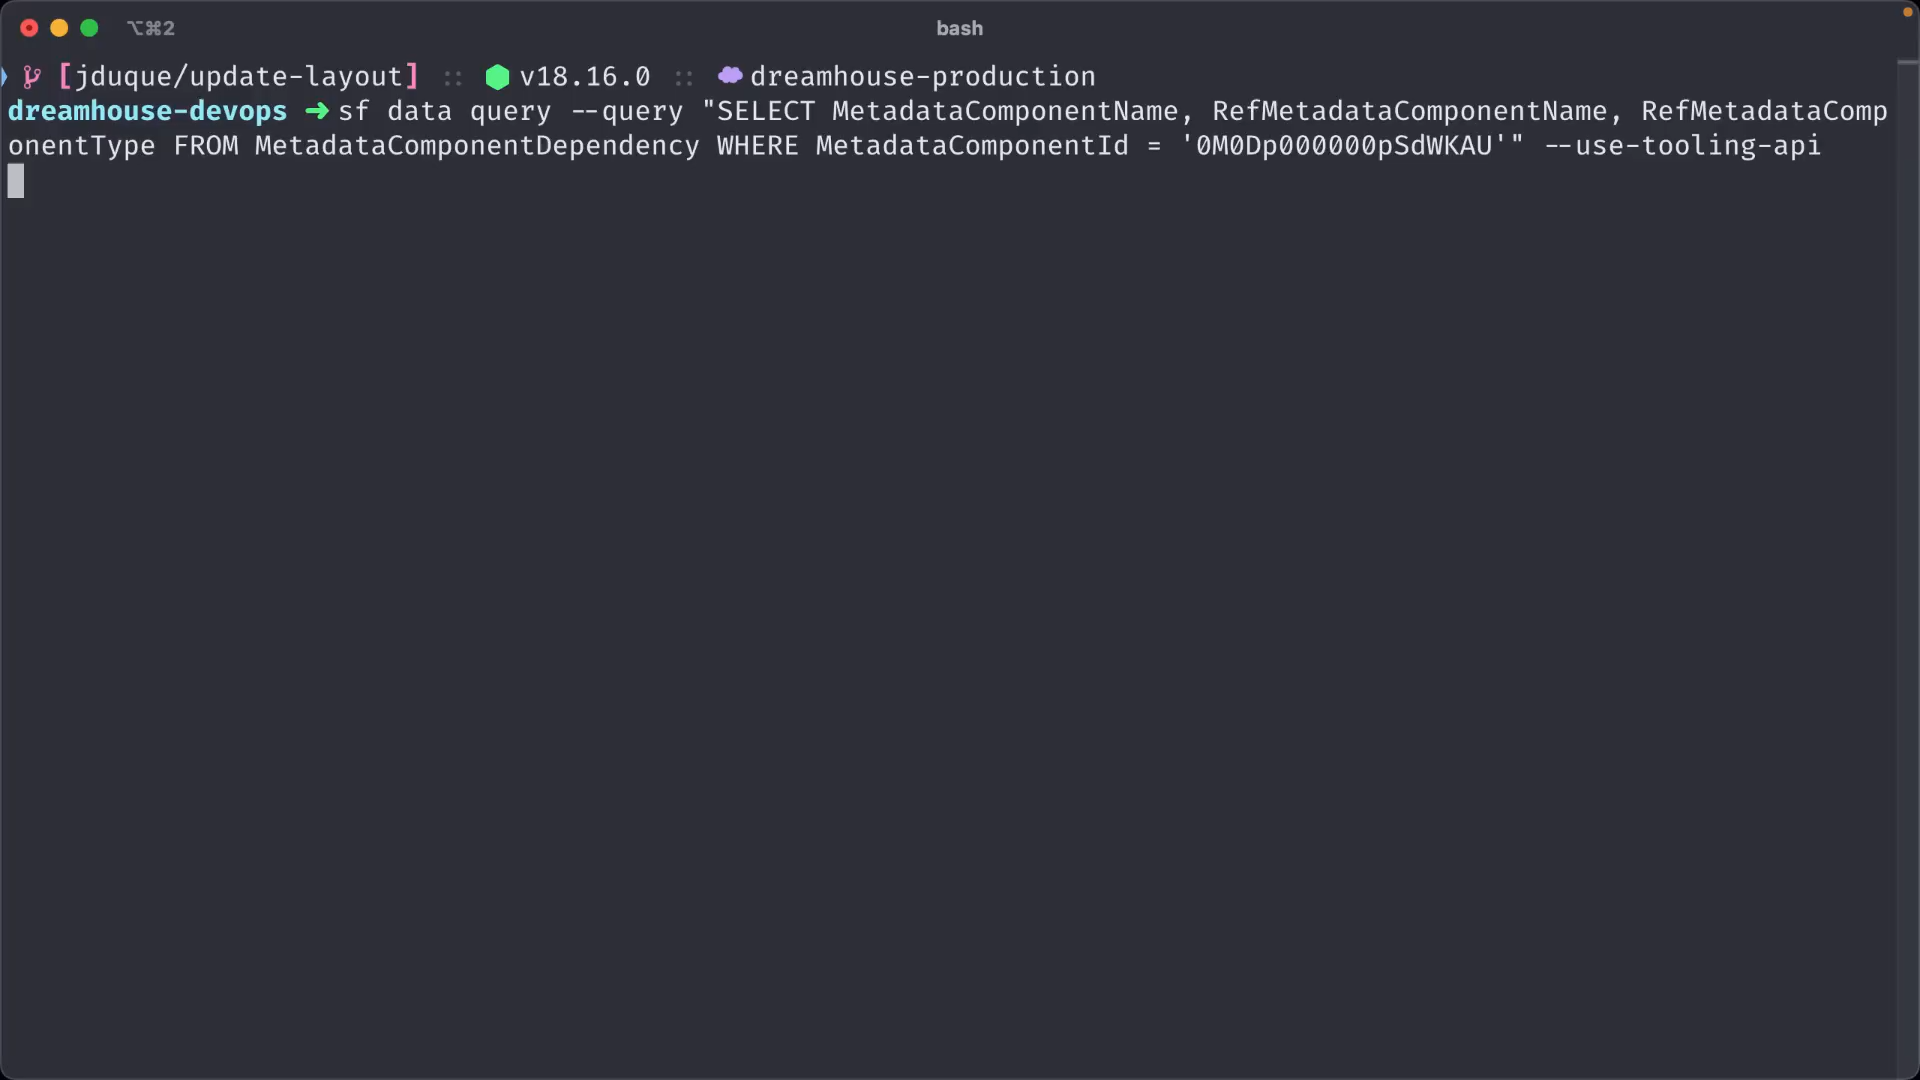 ⌥⌘2 bash
[jduque/update-layout] :: v18.16.0 :: dreamhouse-production
dreamhouse-devops ➜ sf data query --query "SELECT MetadataComponentName, RefMetadataComponentName, RefMetadataComp
onentType FROM MetadataComponentDependency WHERE MetadataComponentId = '0M0Dp000000pSdWKAU'" --use-tooling-api